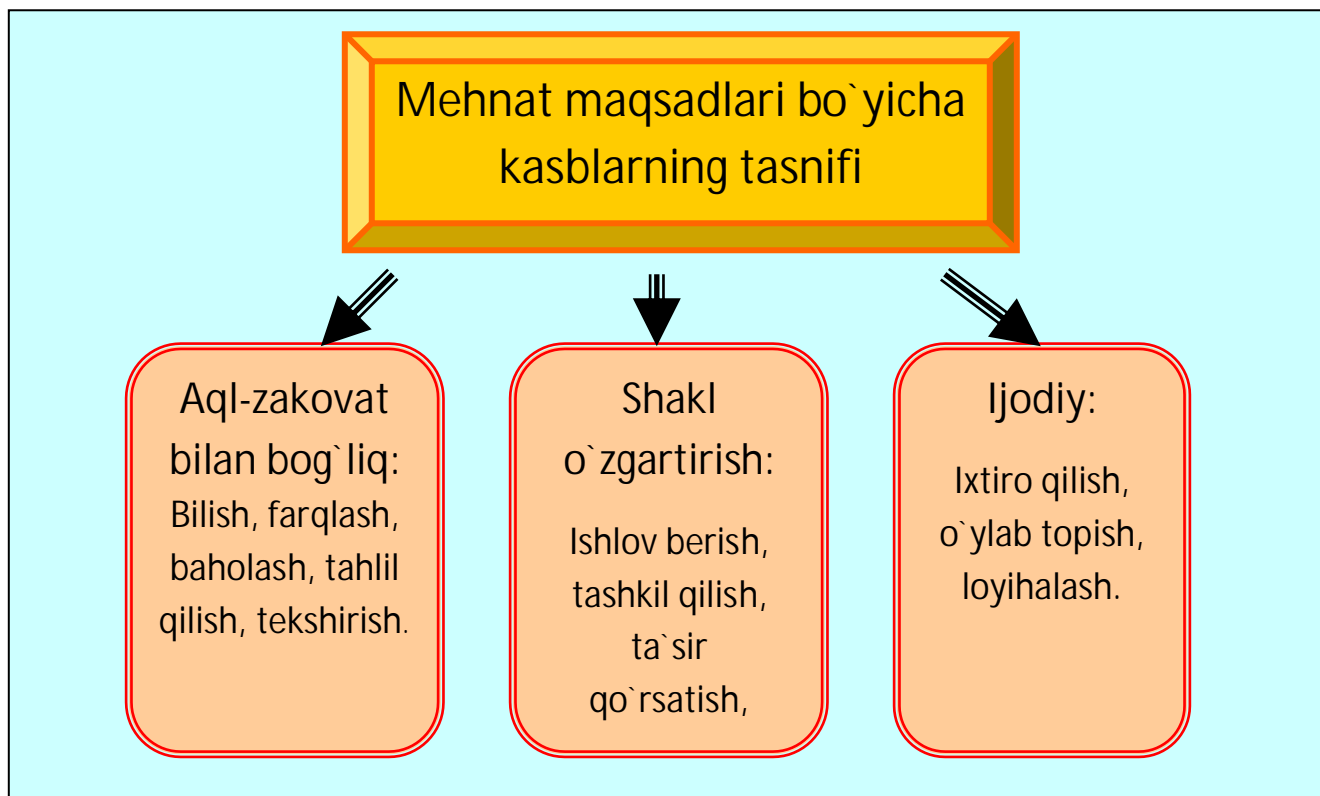 Mehnat maqsadlari bo`yicha
kasblarning tasnifi
Aql-zakovat
bilan bog`liq:
Bilish, farqlash,
baholash, tahlil
qilish, tekshirish.
Shakl
o`zgartirish:
Ishlov berish,
tashkil qilish,
ta`sir
qo`rsatish,
Ijodiy:
Ixtiro qilish,
o`ylab topish,
loyihalash.